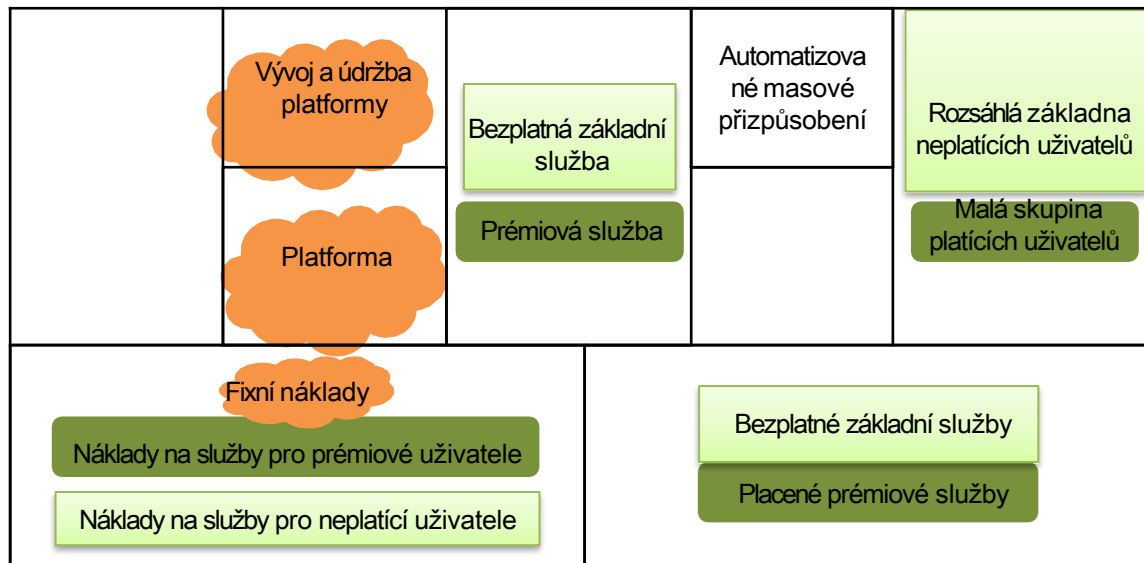 Vývoj a údržba
platformy
Platforma
Bezplatná základní
služba
Prémiová služba
Automatizova
né masové
přizpůsobení
Rozsáhlá základna
neplatících uživatelů
Malá skupina
platících uživatelů
Fixní náklady
Náklady na služby pro prémiové uživatele
Náklady na služby pro neplatící uživatele
Bezplatné základní služby
Placené prémiové služby